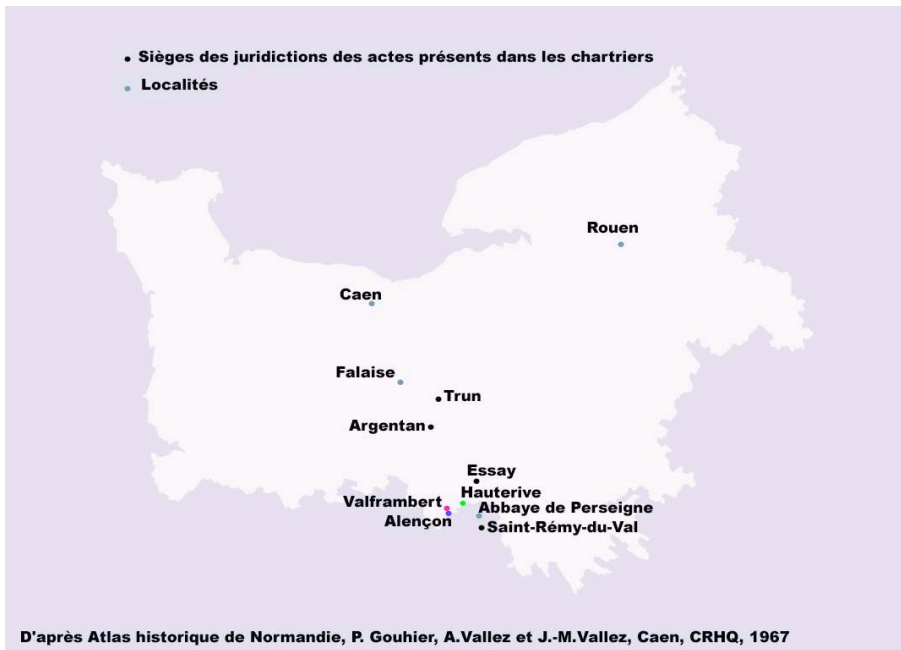 Sièges des juridictions des actes présents dans les chartriers
Localités
Rouen
Caen
Falaise
Trun
Argentan
Essay
Hauterive
Valframbert
Abbaye de Perseigne
Alençon
Saint-Rémy-du-Val
D'après Atlas historique de Normandie, P. Gouhier, A.Vallez et J.-M.Vallez, Caen, CRHQ, 1967